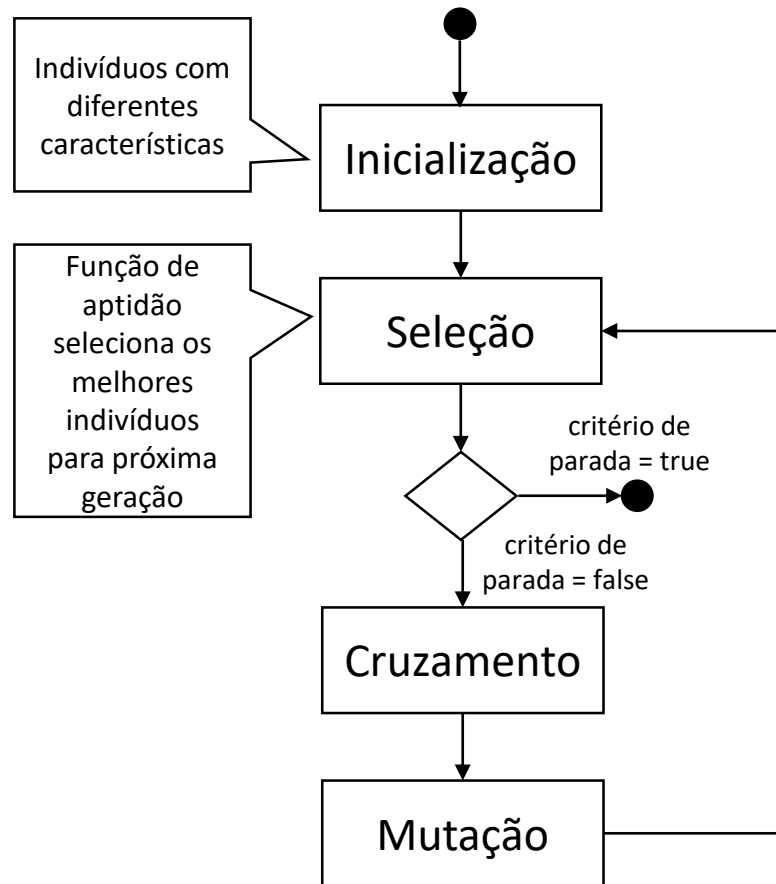 Indivíduos com
diferentes
característificas
Inicialização
Função de
aptidão
seleciona os
melhores
indivíduos
para próxima
geração
Seleção
critério de
parada = true
critério de
parada = false
Cruzamento
Mutação